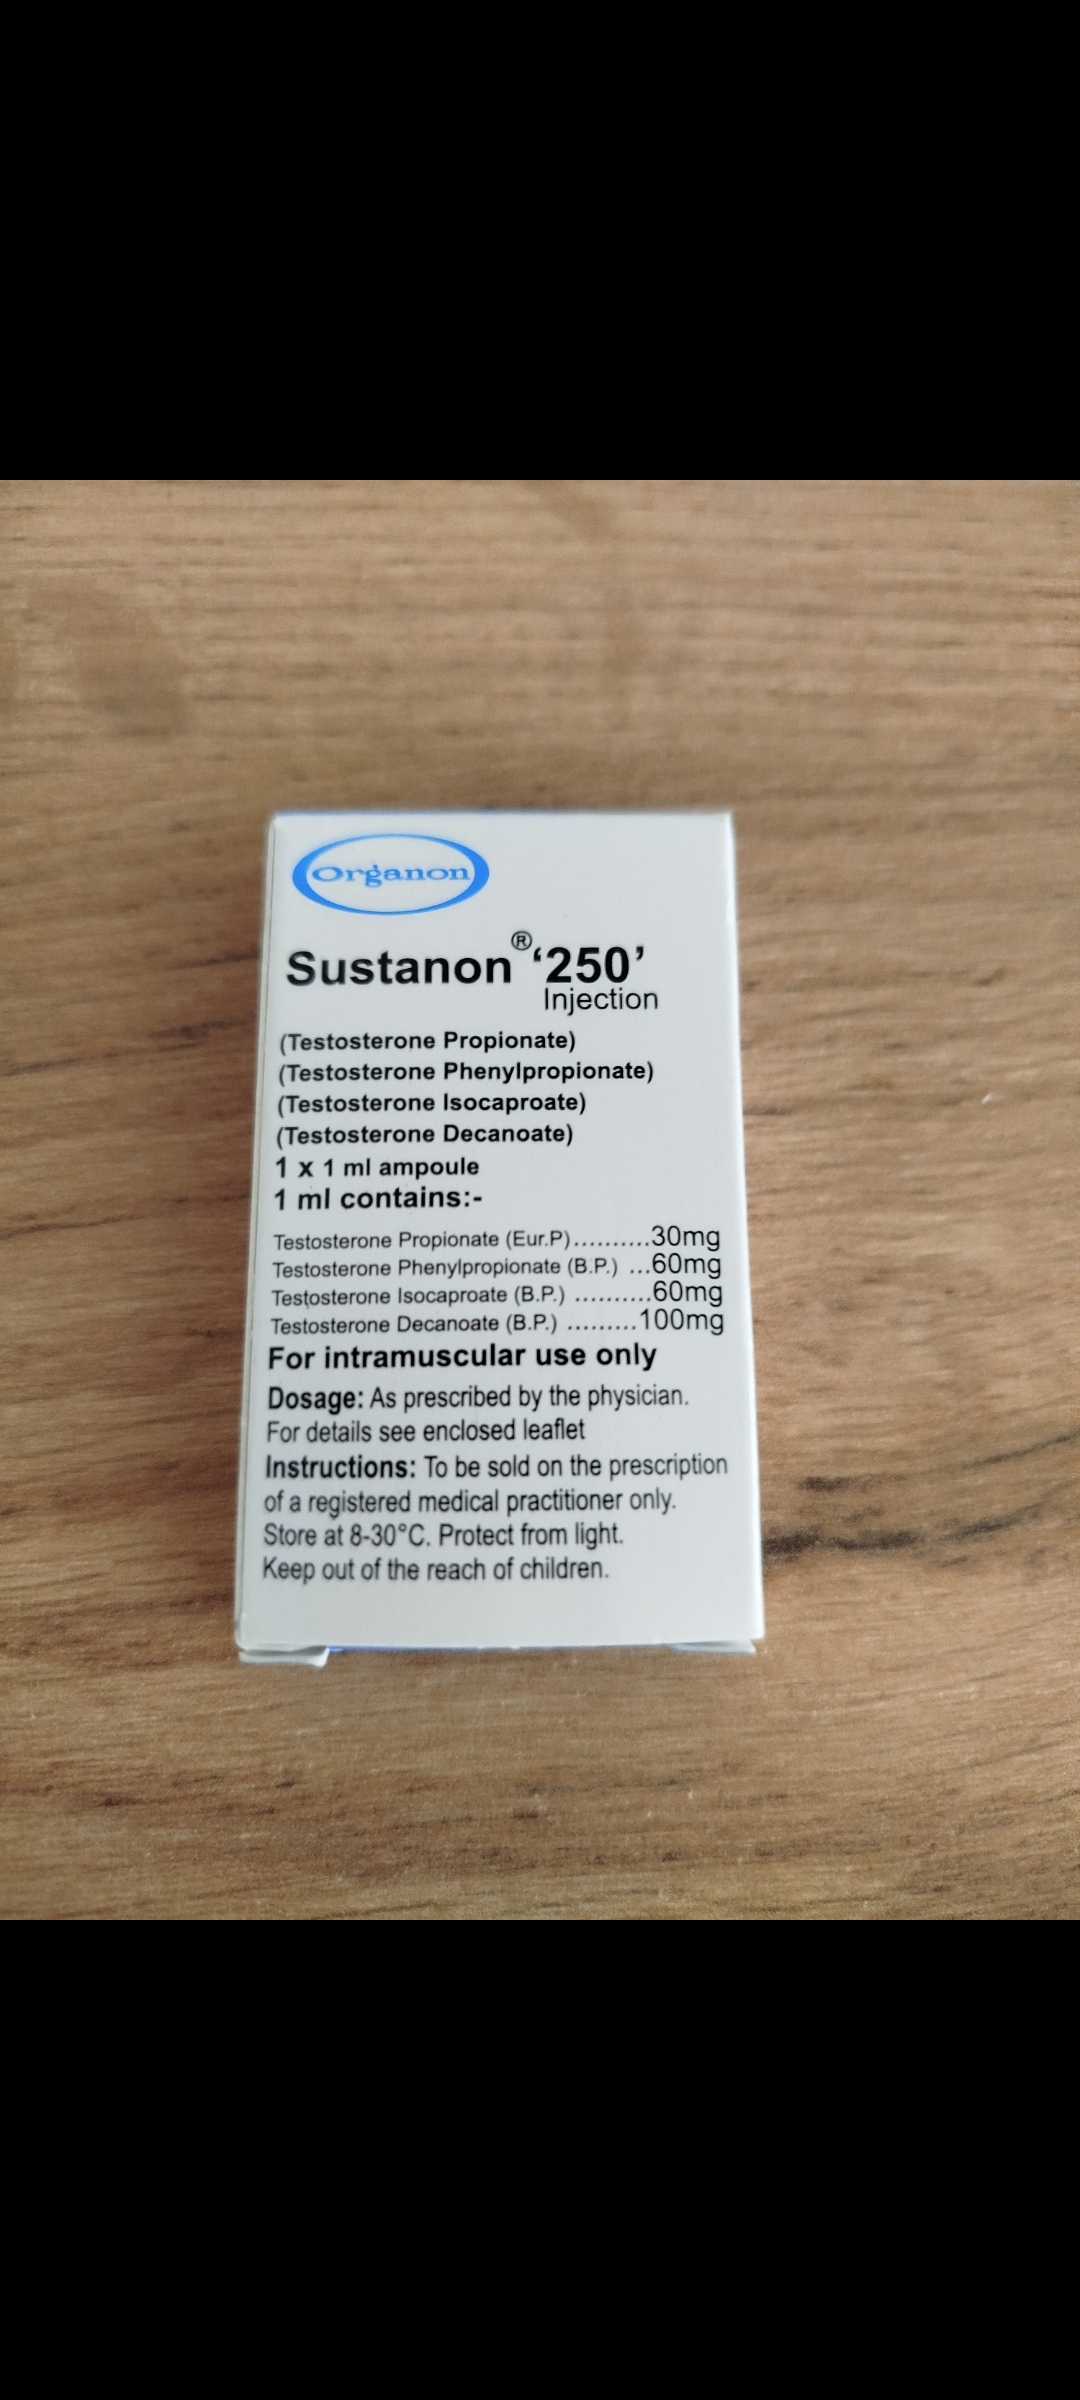 Organon
Sustanon® ‘250’
Injection
(Testosterone Propionate)
(Testosterone Phenylpropionate)
(Testosterone Isocaproate)
(Testosterone Decanoate)
1 x 1 ml ampoule
1 ml contains:-
Testosterone Propionate (Eur.P)..........30mg
Testosterone Phenylpropionate (B.P.) ...60mg
Testosterone Isocaproate (B.P.) ..........60mg
Testosterone Decanoate (B.P.) .........100mg
For intramuscular use only
Dosage: As prescribed by the physician.
For details see enclosed leaflet
Instructions: To be sold on the prescription
of a registered medical practitioner only.
Store at 8-30°C. Protect from light.
Keep out of the reach of children.